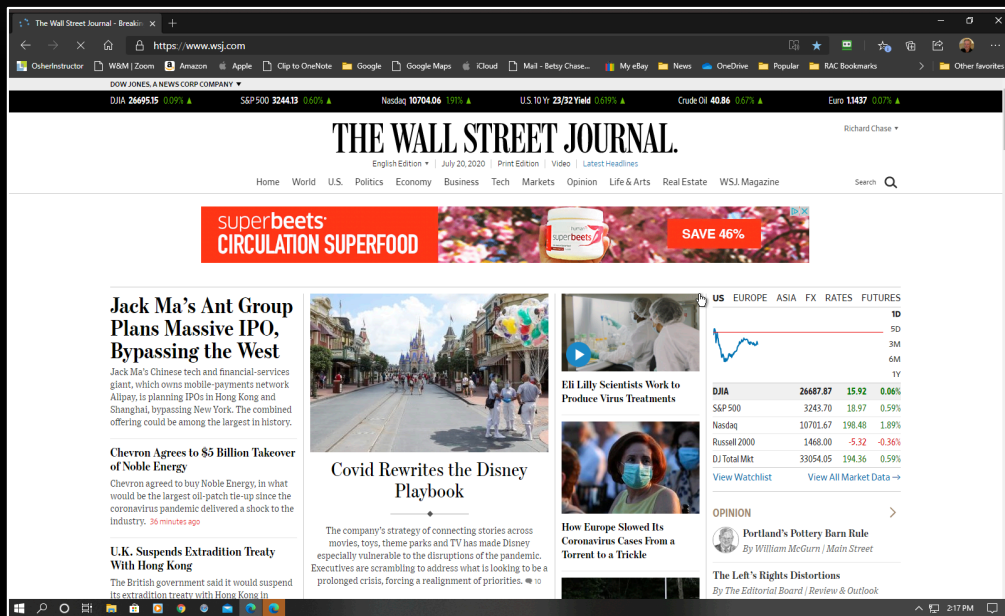 The Wall Street Journal - Breakin
https://www.wsj.com
OsherInstructor W&M | Zoom Amazon Apple Clip to OneNote Google Google Maps iCloud Mail - Betsy Chase... My eBay News OneDrive Popular RAC Bookmarks Other favorites
DOW JONES, A NEWS CORP COMPANY ▼
DJIA 26695.15 0.09% ▲ S&P 500 3244.13 0.60% ▲ Nasdaq 10704.06 1.91% ▲ U.S. 10 Yr 23/32 Yield 0.619% ▲ Crude Oil 40.86 0.67% ▲ Euro 1.1437 0.07% ▲
THE WALL STREET JOURNAL.
Richard Chase ▾
English Edition ▾ | July 20, 2020 | Print Edition | Video | Latest Headlines
Home World U.S. Politics Economy Business Tech Markets Opinion Life & Arts Real Estate WSJ. Magazine Search
superbeets
CIRCULATION SUPERFOOD
superbeets
SAVE 46%
Jack Ma's Ant Group
Plans Massive IPO,
Bypassing the West
Jack Ma's Chinese tech and financial-services
giant, which owns mobile-payments network
Alipay, is planning IPOs in Hong Kong and
Shanghai, bypassing New York. The combined
offering could be among the largest in history.
Chevron Agrees to $5 Billion Takeover
of Noble Energy
Chevron agreed to buy Noble Energy, in what
would be the largest oil-patch tie-up since the
coronavirus pandemic delivered a shock to the
industry. 36 minutes ago
U.K. Suspends Extradition Treaty
With Hong Kong
The British government said it would suspend
its extradition treaty with Hong Kong in
Covid Rewrites the Disney
Playbook
The company's strategy of connecting stories across
movies, toys, theme parks and TV has made Disney
especially vulnerable to the disruptions of the pandemic.
Executives are scrambling to address what is looking to be a
prolonged crisis, forcing a realignment of priorities. 10
Eli Lilly Scientists Work to
Produce Virus Treatments
How Europe Slowed Its
Coronavirus Cases From a
Torrent to a Trickle
US EUROPE ASIA FX RATES FUTURES
1D
5D
3M
6M
1Y
DJIA 26687.87 15.92 0.06%
S&P 500 3243.70 18.97 0.59%
Nasdaq 10701.67 198.48 1.89%
Russell 2000 1468.00 -5.32 -0.36%
DJ Total Mkt 33054.05 194.36 0.59%
View Watchlist View All Market Data →
OPINION
Portland's Pottery Barn Rule
By William McGurn | Main Street
The Left's Rights Distortions
By The Editorial Board | Review & Outlook
2:17 PM